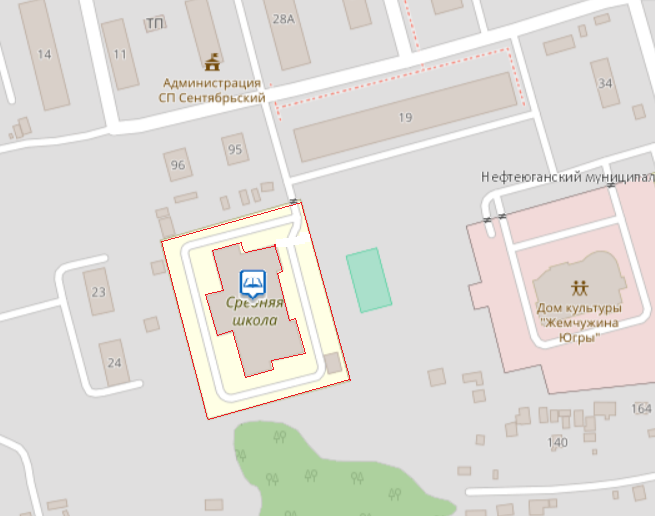 28А
ТП
14
11
Администрация
СП Сентябрьский
34
19
95
96
Нефтеюганский муниципал
23
Средняя
школа
Дом культуры
"Жемчужина
Югры"
24
164
140